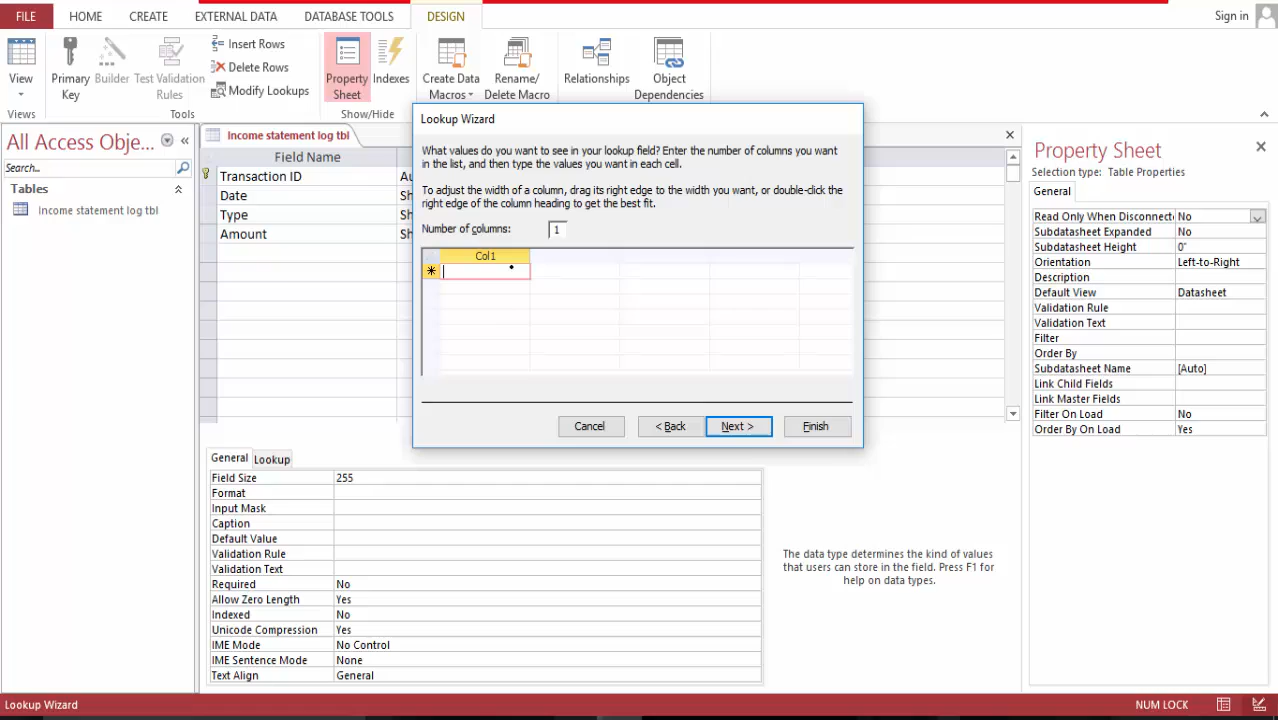 FILE HOME CREATE EXTERNAL DATA DATABASE TOOLS DESIGN Sign in
View
Primary Key
Builder
Test Validation Rules
Insert Rows
Delete Rows
Modify Lookups
Property Sheet
Indexes
Create Data Macros
Rename/ Delete Macro
Relationships
Object Dependencies
Views Tools Show/Hide
All Access Obje...
Search...
Tables
Income statement log tbl
Income statement log tbl
Field Name
Transaction ID Au
Date Sh
Type Sh
Amount Sh
Lookup Wizard
What values do you want to see in your lookup field? Enter the number of columns you want
in the list, and then type the values you want in each cell.
To adjust the width of a column, drag its right edge to the width you want, or double-click the
right edge of the column heading to get the best fit.
Number of columns: 1
Col1
Cancel < Back Next > Finish
Property Sheet
Selection type: Table Properties
General
Read Only When Disconnecte No
Subdatasheet Expanded No
Subdatasheet Height 0"
Orientation Left-to-Right
Description
Default View Datasheet
Validation Rule
Validation Text
Filter
Order By
Subdatasheet Name [Auto]
Link Child Fields
Link Master Fields
Filter On Load No
Order By On Load Yes
General Lookup
Field Size 255
Format
Input Mask
Caption
Default Value
Validation Rule
Validation Text
Required No
Allow Zero Length Yes
Indexed No
Unicode Compression Yes
IME Mode No Control
IME Sentence Mode None
Text Align General
The data type determines the kind of values
that users can store in the field. Press F1 for
help on data types.
Lookup Wizard NUM LOCK